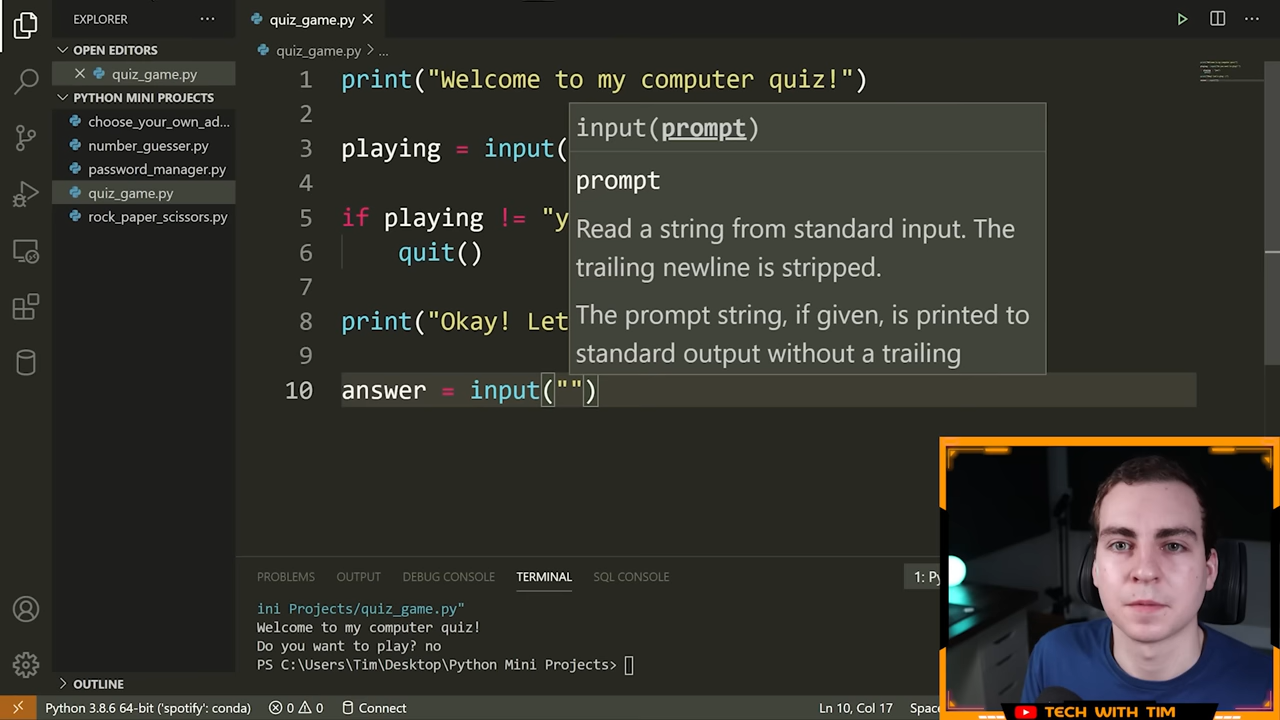 EXPLORER
quiz_game.py
OPEN EDITORS
quiz_game.py
quiz_game.py > ...
PYTHON MINI PROJECTS
choose_your_own_ad...
number_guesser.py
password_manager.py
quiz_game.py
rock_paper_scissors.py
1 print("Welcome to my computer quiz!")
2
3 playing = input(
4
5 if playing != "y
6 quit()
7
8 print("Okay! Let
9
10 answer = input("")
input(prompt)
prompt
Read a string from standard input. The
trailing newline is stripped.
The prompt string, if given, is printed to
standard output without a trailing
PROBLEMS OUTPUT DEBUG CONSOLE TERMINAL SQL CONSOLE 1: Py
ini Projects/quiz_game.py"
Welcome to my computer quiz!
Do you want to play? no
PS C:\Users\Tim\Desktop\Python Mini Projects>
OUTLINE
Python 3.8.6 64-bit ('spotify': conda) 0 0 Connect Ln 10, Col 17 Spac
TECH WITH TIM